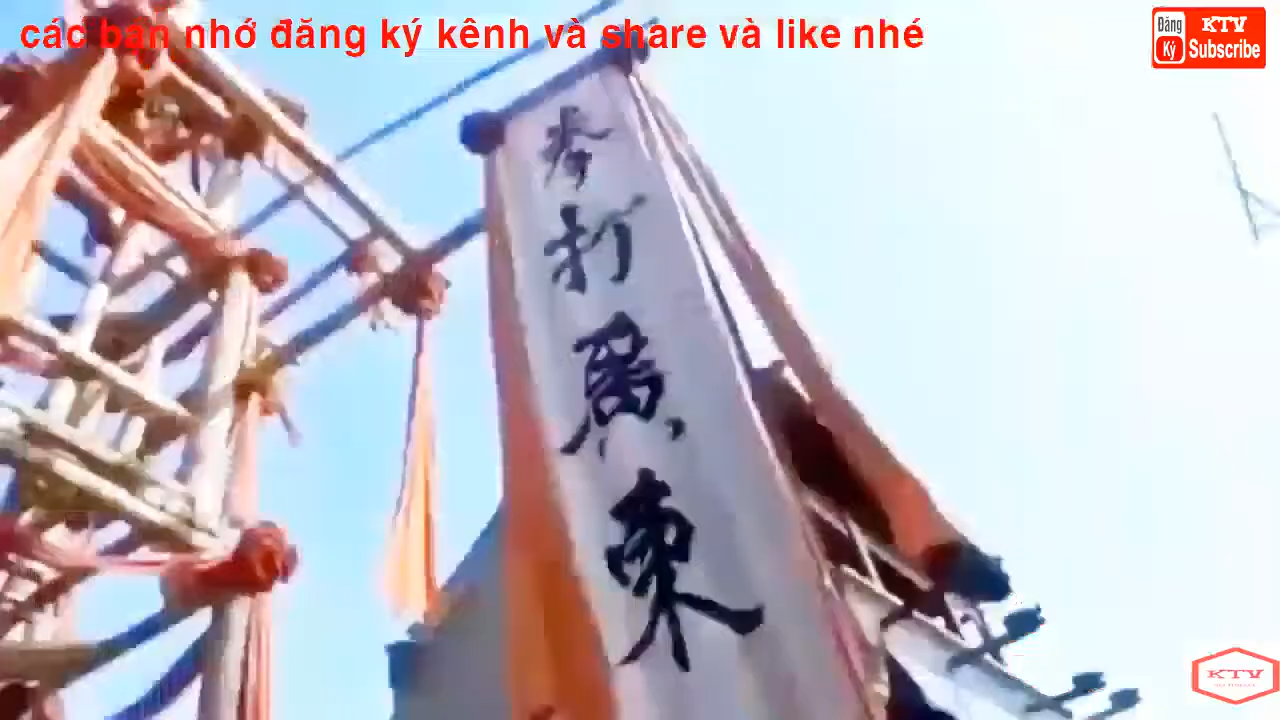 các bạn nhớ đăng ký kênh và share và like nhé
Đăng
Ký
KTV
Subscribe
拳打廣東
KTV